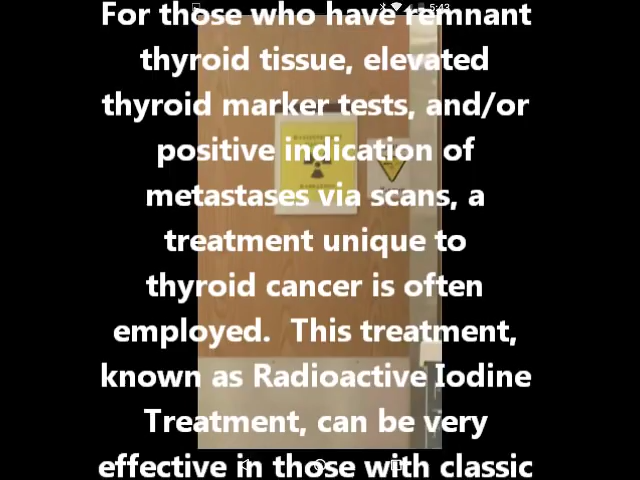 For those who have remnant
5:43
thyroid tissue, elevated
thyroid marker tests, and/or
positive indication of
metastases via scans, a
treatment unique to
thyroid cancer is often
employed.  This treatment,
known as Radioactive Iodine
Treatment, can be very
effective in those with classic